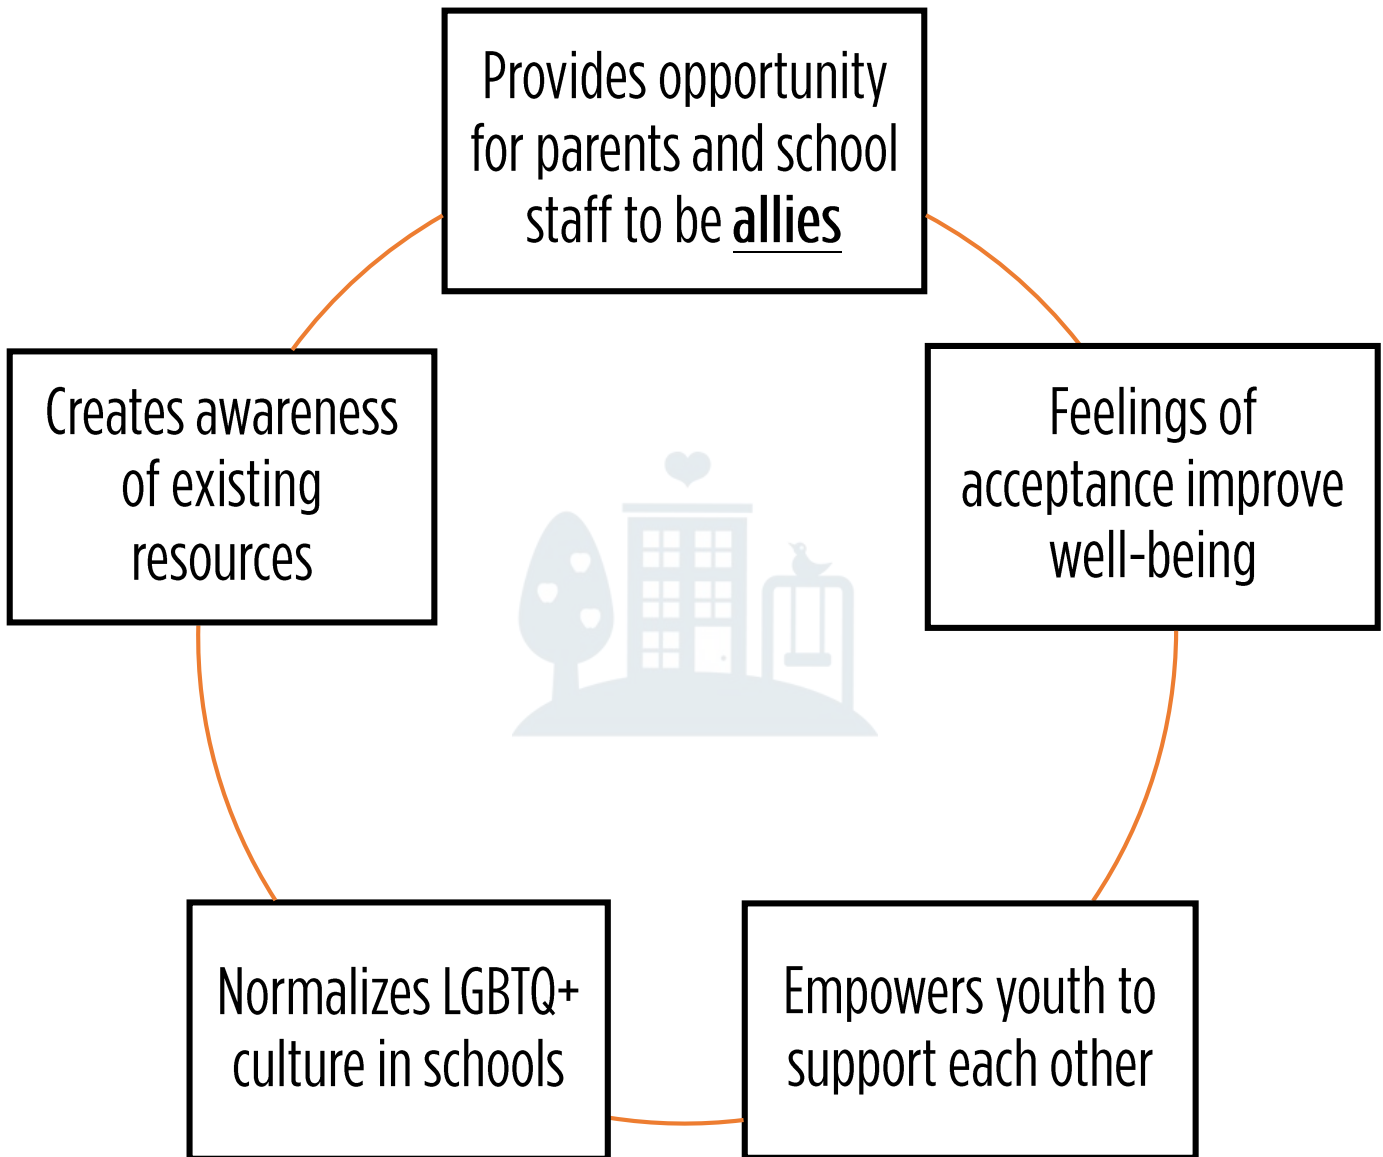 Provides opportunity
for parents and school
staff to be allies
Creates awareness
of existing
resources
Feelings of
acceptance improve
well-being
Normalizes LGBTQ+
culture in schools
Empowers youth to
support each other